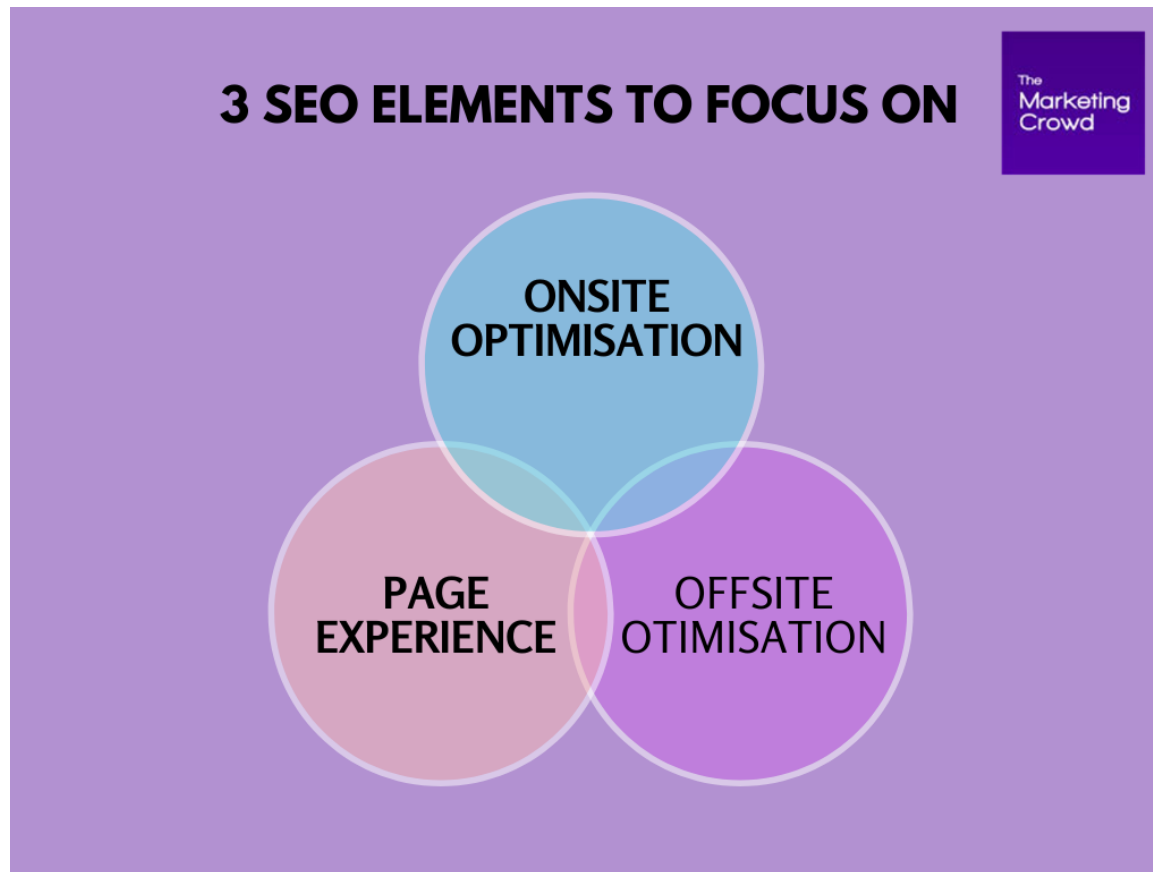 3 SEO ELEMENTS TO FOCUS ON
The
Marketing
Crowd
ONSITE
OPTIMISATION
PAGE
EXPERIENCE
OFFSITE
OTIMISATION